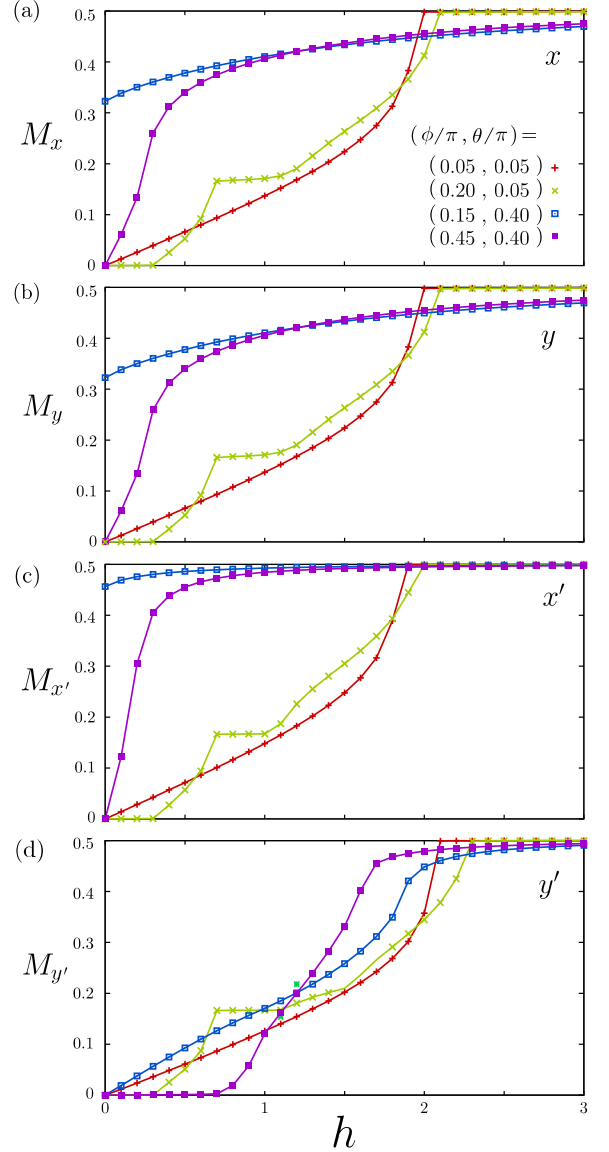 (a)
0.5
0.4
0.3
0.2
0.1
0
M_x
x
(ϕ/π , θ/π)=
(0.05 , 0.05)
(0.20 , 0.05)
(0.15 , 0.40)
(0.45 , 0.40)
(b)
0.5
0.4
0.3
0.2
0.1
0
M_y
y
(c)
0.5
0.4
0.3
0.2
0.1
0
M_x′
x′
(d)
0.5
0.4
0.3
0.2
0.1
0
M_y′
y′
0 1 2 3
h